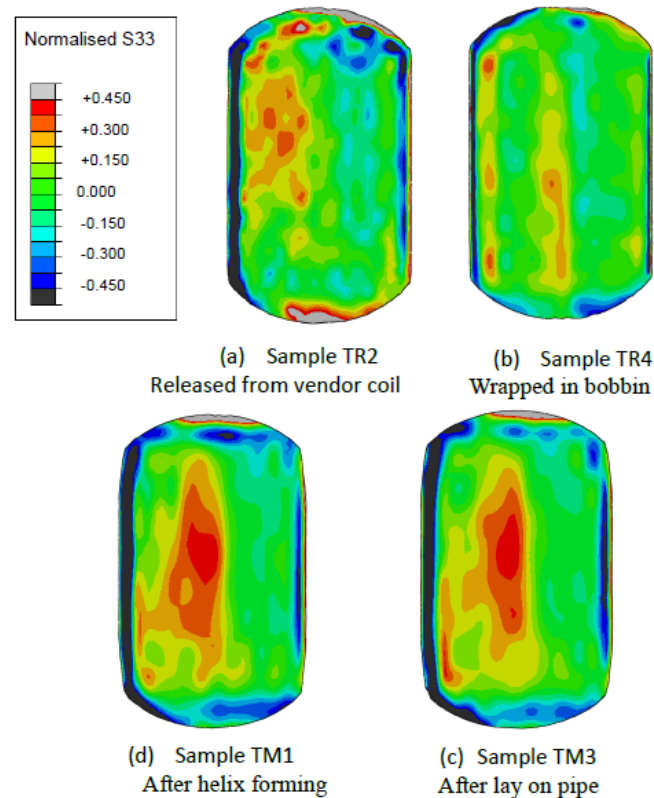 Normalised S33
+0.450
+0.300
+0.150
0.000
-0.150
-0.300
-0.450
(a) Sample TR2
Released from vendor coil
(b) Sample TR4
Wrapped in bobbin
(d) Sample TM1
After helix forming
(c) Sample TM3
After lay on pipe